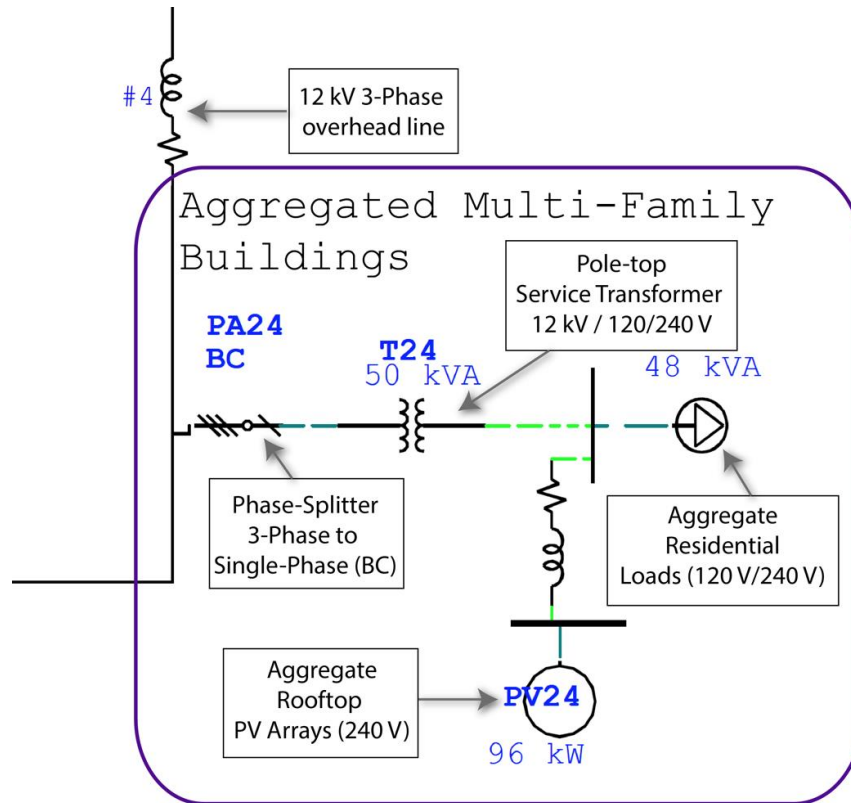 #4
12 kV 3-Phase
overhead line
Aggregated Multi-Family
Buildings
Pole-top
Service Transformer
12 kV / 120/240 V
PA24
BC
T24
50 kVA
48 kVA
Phase-Splitter
3-Phase to
Single-Phase (BC)
Aggregate
Residential
Loads (120 V/240 V)
Aggregate
Rooftop
PV Arrays (240 V)
PV24
96 kW